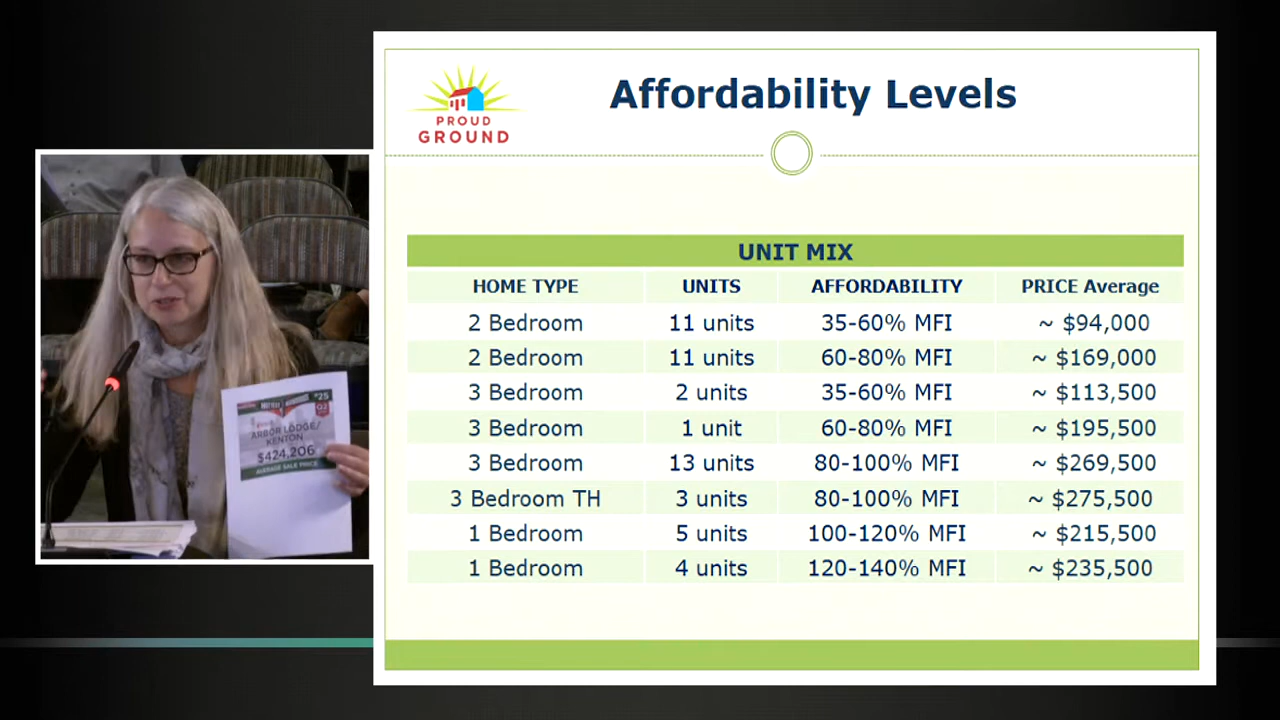 PROUD
GROUND
Affordability Levels
UNIT MIX
HOME TYPE UNITS AFFORDABILITY PRICE Average
2 Bedroom 11 units 35-60% MFI ~ $94,000
2 Bedroom 11 units 60-80% MFI ~ $169,000
3 Bedroom 2 units 35-60% MFI ~ $113,500
3 Bedroom 1 unit 60-80% MFI ~ $195,500
3 Bedroom 13 units 80-100% MFI ~ $269,500
3 Bedroom TH 3 units 80-100% MFI ~ $275,500
1 Bedroom 5 units 100-120% MFI ~ $215,500
1 Bedroom 4 units 120-140% MFI ~ $235,500
#25
ARBOR LODGE/
KENTON
$424,206
AVERAGE SALE PRICE